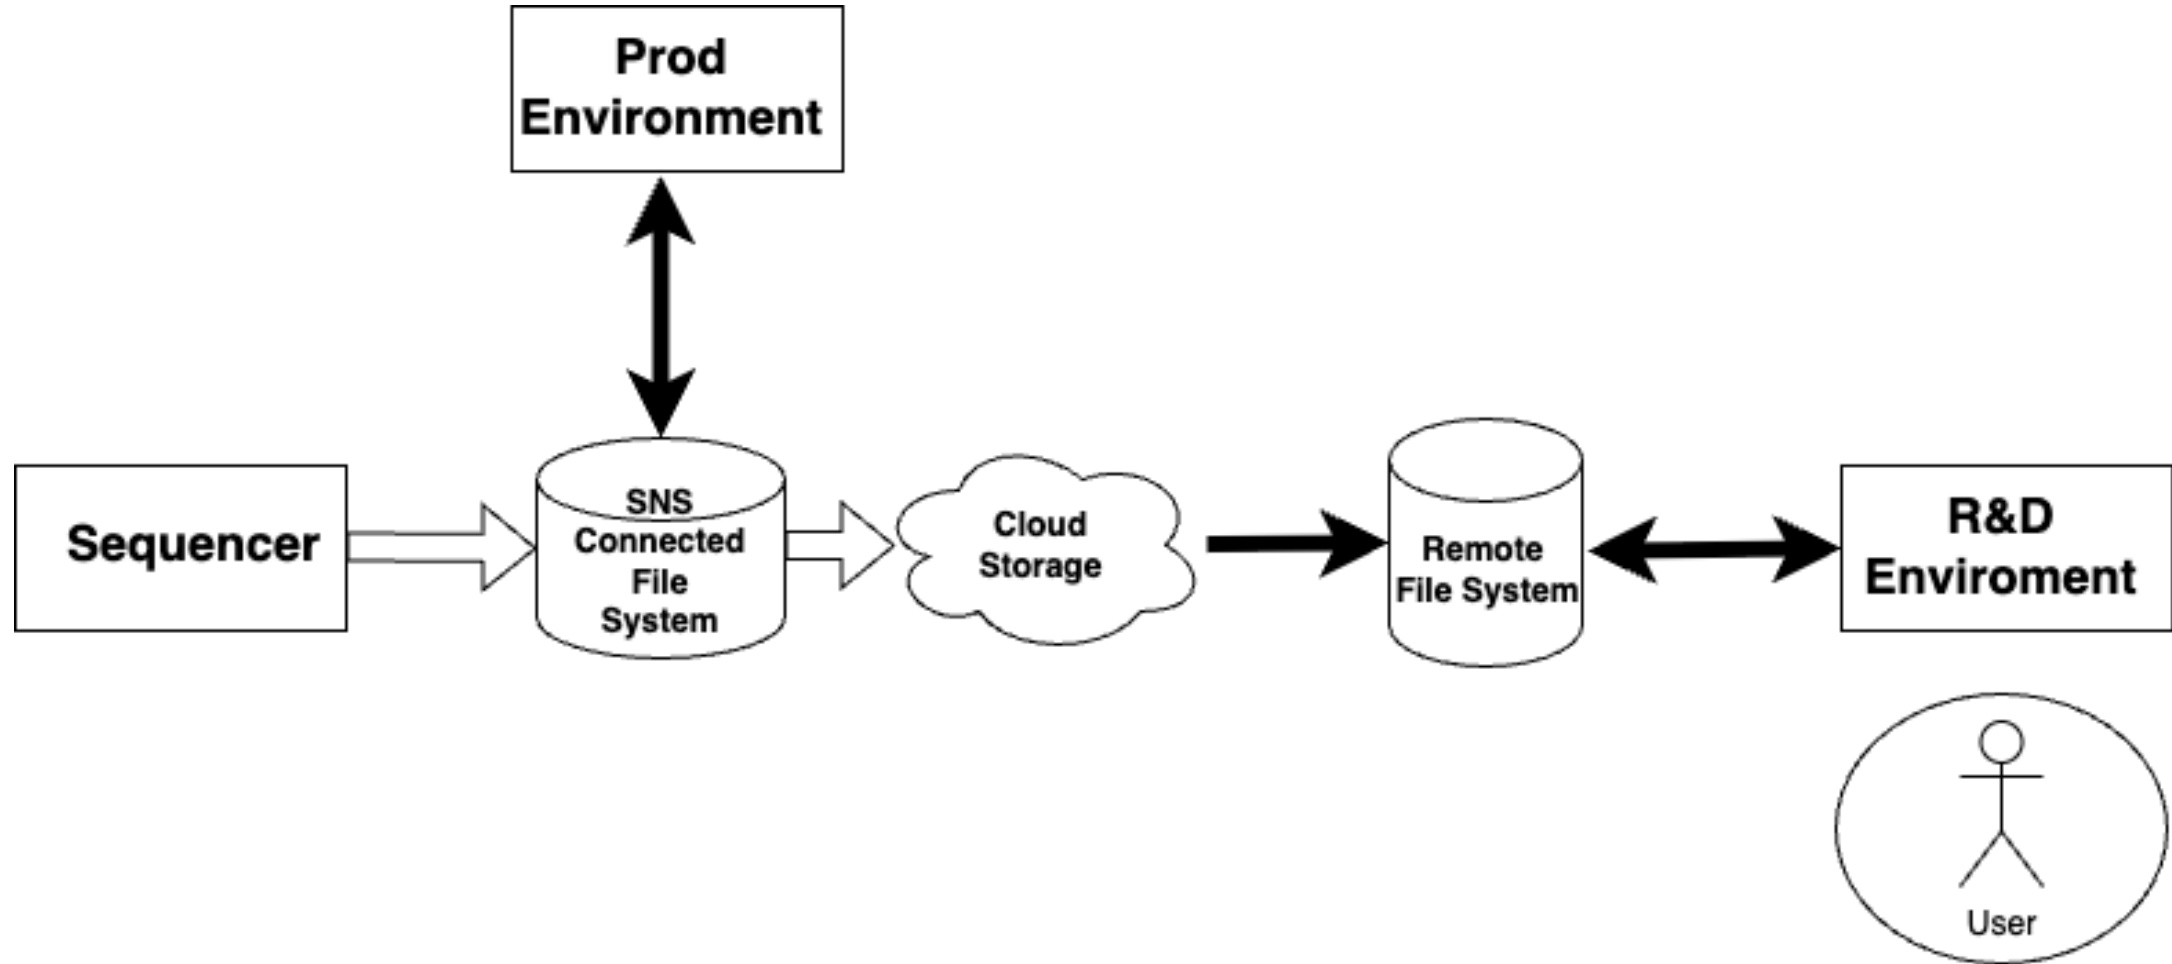 Prod
Environment
Sequencer
SNS
Connected
File
System
Cloud
Storage
Remote
File System
R&D
Enviroment
User